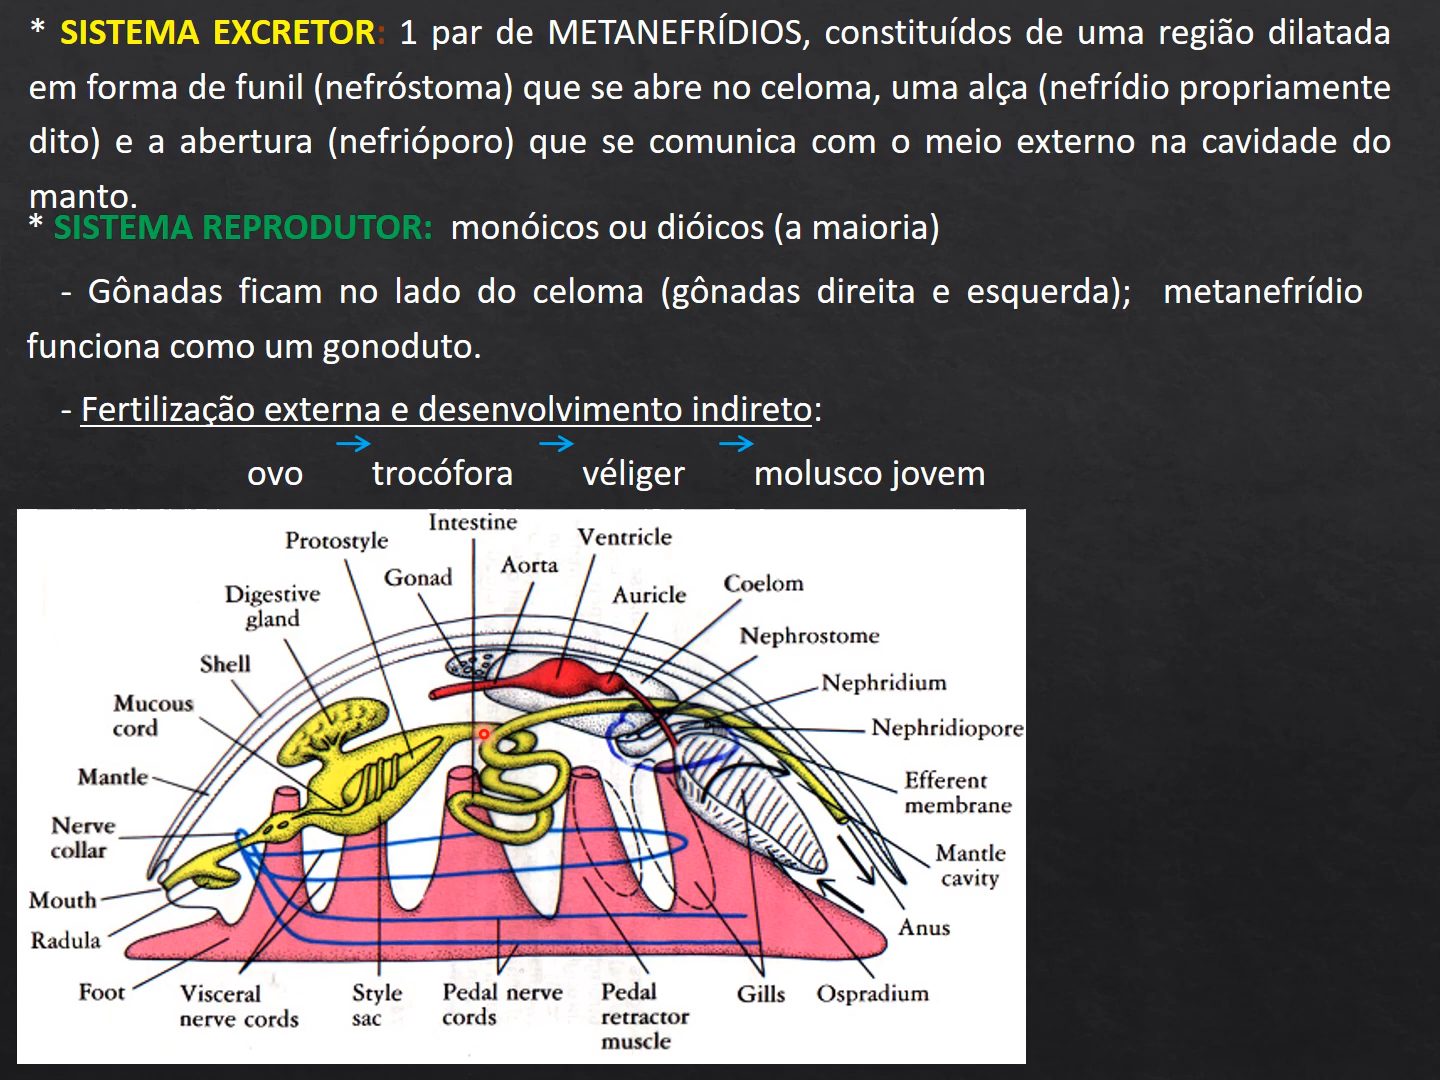 * SISTEMA EXCRETOR: 1 par de METANEFRÍDIOS, constituídos de uma região dilatada
em forma de funil (nefróstoma) que se abre no celoma, uma alça (nefrídio propriamente
dito) e a abertura (nefrióporo) que se comunica com o meio externo na cavidade do
manto.
* SISTEMA REPRODUTOR: monóicos ou dióicos (a maioria)
- Gônadas ficam no lado do celoma (gônadas direita e esquerda); metanefrídio
funciona como um gonoduto.
- Fertilização externa e desenvolvimento indireto:
ovo → trocófora → véliger → molusco jovem
Intestine
Protostyle
Ventricle
Gonad
Aorta
Digestive
gland
Auricle
Coelom
Nephrostome
Shell
Nephridium
Mucous
cord
Nephridiopore
Mantle
Efferent
membrane
Nerve
collar
Mantle
cavity
Mouth
Radula
Anus
Foot
Visceral
nerve cords
Style
sac
Pedal nerve
cords
Pedal
retractor
muscle
Gills
Ospradium